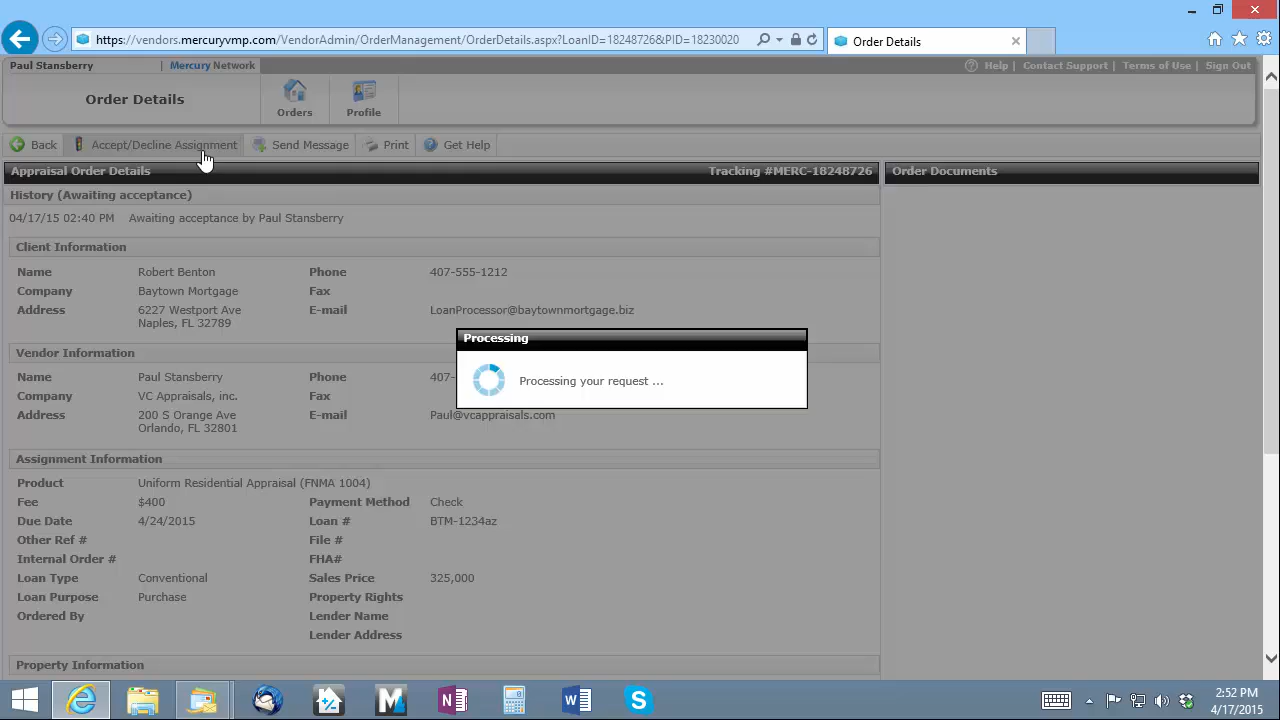 https://vendors.mercuryvmp.com/VendorAdmin/OrderManagement/OrderDetails.aspx?LoanID=18248726&PID=18230020
Order Details
Paul Stansberry | Mercury Network
Help | Contact Support | Terms of Use | Sign Out
Order Details
Orders
Profile
Back
Accept/Decline Assignment
Send Message
Print
Get Help
Appraisal Order Details
Tracking #MERC-18248726
Order Documents
History (Awaiting acceptance)
04/17/15 02:40 PM Awaiting acceptance by Paul Stansberry
Client Information
Name Robert Benton Phone 407-555-1212
Company Baytown Mortgage Fax
Address 6227 Westport Ave E-mail LoanProcessor@baytownmortgage.biz
Naples, FL 32789
Processing
Processing your request ...
Vendor Information
Name Paul Stansberry Phone 407-
Company VC Appraisals, inc. Fax
Address 200 S Orange Ave E-mail Paul@vcappraisals.com
Orlando, FL 32801
Assignment Information
Product Uniform Residential Appraisal (FNMA 1004)
Fee $400 Payment Method Check
Due Date 4/24/2015 Loan # BTM-1234az
Other Ref # File #
Internal Order # FHA#
Loan Type Conventional Sales Price 325,000
Loan Purpose Purchase Property Rights
Ordered By Lender Name
Lender Address
Property Information
2:52 PM
4/17/2015